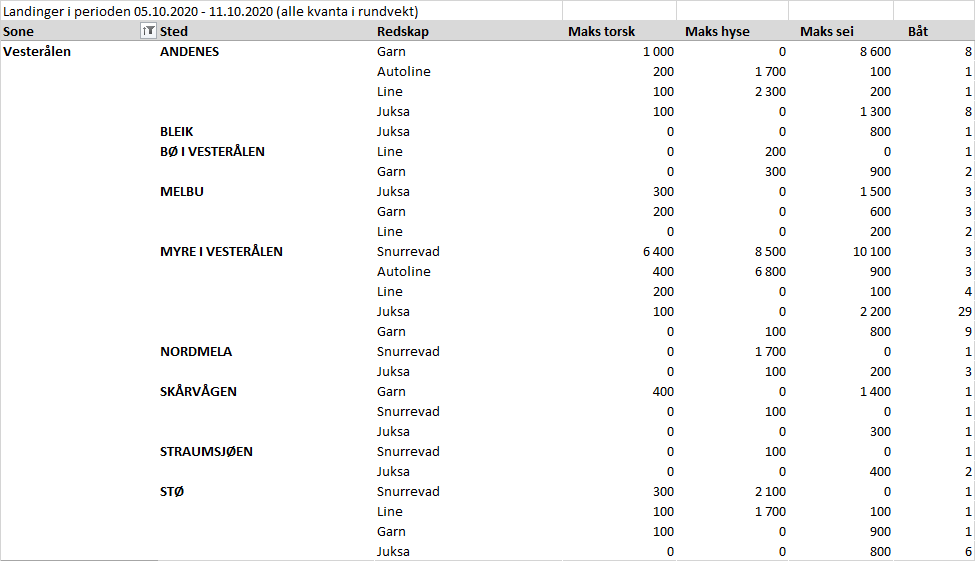 Landinger i perioden 05.10.2020 - 11.10.2020 (alle kvanta i rundvekt)
Sone Sted Redskap Maks torsk Maks hyse Maks sei Båt
Vesterålen ANDENES Garn 1 000 0 8 600 8
Autoline 200 1 700 100 1
Line 100 2 300 200 1
Juksa 100 0 1 300 8
BLEIK Juksa 0 0 800 1
BØ I VESTERÅLEN Line 0 200 0 1
Garn 0 300 900 2
MELBU Juksa 300 0 1 500 3
Garn 200 0 600 3
Line 0 0 200 2
MYRE I VESTERÅLEN Snurrevad 6 400 8 500 10 100 3
Autoline 400 6 800 900 3
Line 200 0 100 4
Juksa 100 0 2 200 29
Garn 0 100 800 9
NORDMELA Snurrevad 0 1 700 0 1
Juksa 0 100 200 3
SKÅRVÅGEN Garn 400 0 1 400 1
Snurrevad 0 100 0 1
Juksa 0 0 300 1
STRAUMSJØEN Snurrevad 0 100 0 1
Juksa 0 0 400 2
STØ Snurrevad 300 2 100 0 1
Line 100 1 700 100 1
Garn 100 0 900 1
Juksa 0 0 800 6